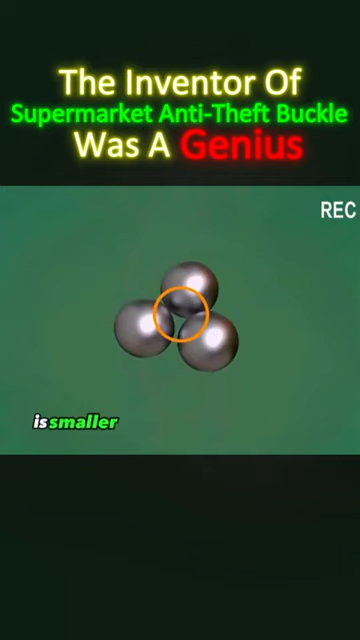 The Inventor Of
Supermarket Anti-Theft Buckle
Was A Genius
REC
is smaller